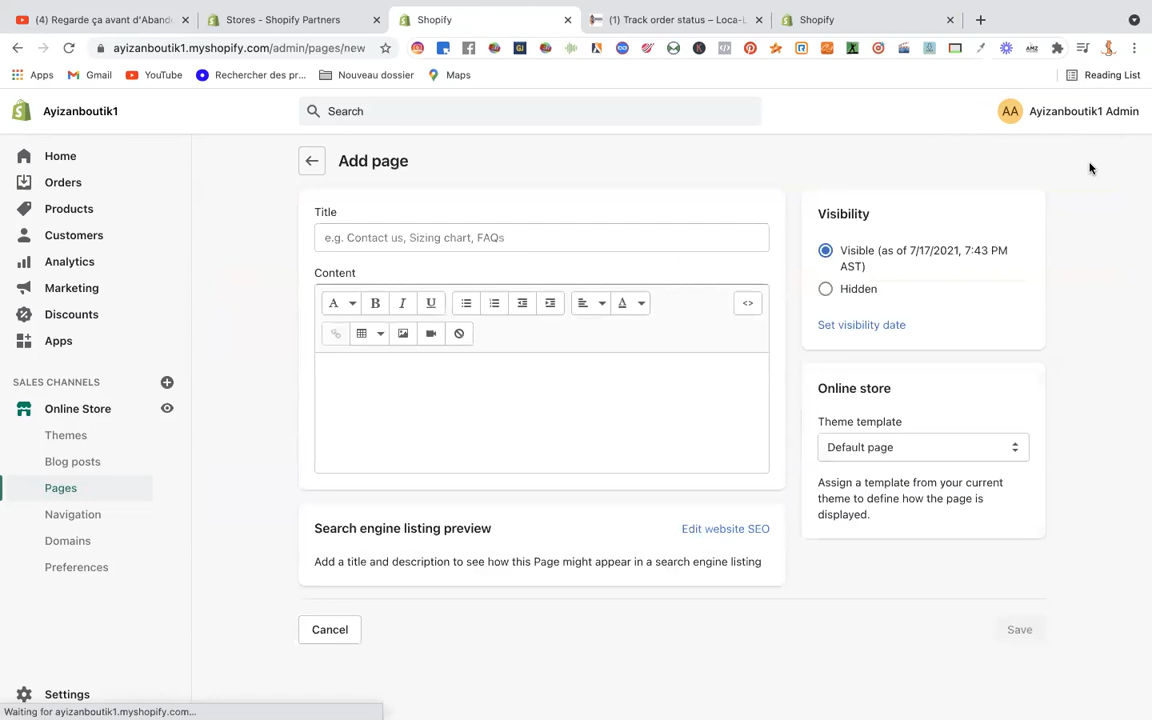 (4) Regarde ça avant d'Aband
Stores - Shopify Partners
Shopify
(1) Track order status – Loca-L
Shopify
ayizanboutik1.myshopify.com/admin/pages/new
Apps
Gmail
YouTube
Rechercher des pr...
Nouveau dossier
Maps
Reading List
Ayizanboutik1
Search
AA
Ayizanboutik1 Admin
Home
Orders
Products
Customers
Analytics
Marketing
Discounts
Apps
SALES CHANNELS
Online Store
Themes
Blog posts
Pages
Navigation
Domains
Preferences
Settings
Add page
Title
e.g. Contact us, Sizing chart, FAQs
Content
A B I U A <>
Search engine listing preview
Edit website SEO
Add a title and description to see how this Page might appear in a search engine listing
Visibility
Visible (as of 7/17/2021, 7:43 PM
AST)
Hidden
Set visibility date
Online store
Theme template
Default page
Assign a template from your current
theme to define how the page is
displayed.
Cancel
Save
Waiting for ayizanboutik1.myshopify.com...